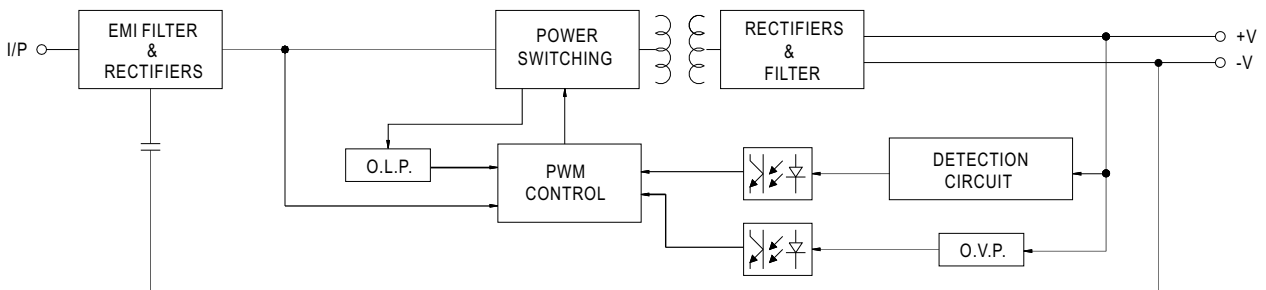 I/P
EMI FILTER
&
RECTIFIERS
POWER
SWITCHING
RECTIFIERS
&
FILTER
+V
-V
O.L.P.
PWM
CONTROL
DETECTION
CIRCUIT
O.V.P.